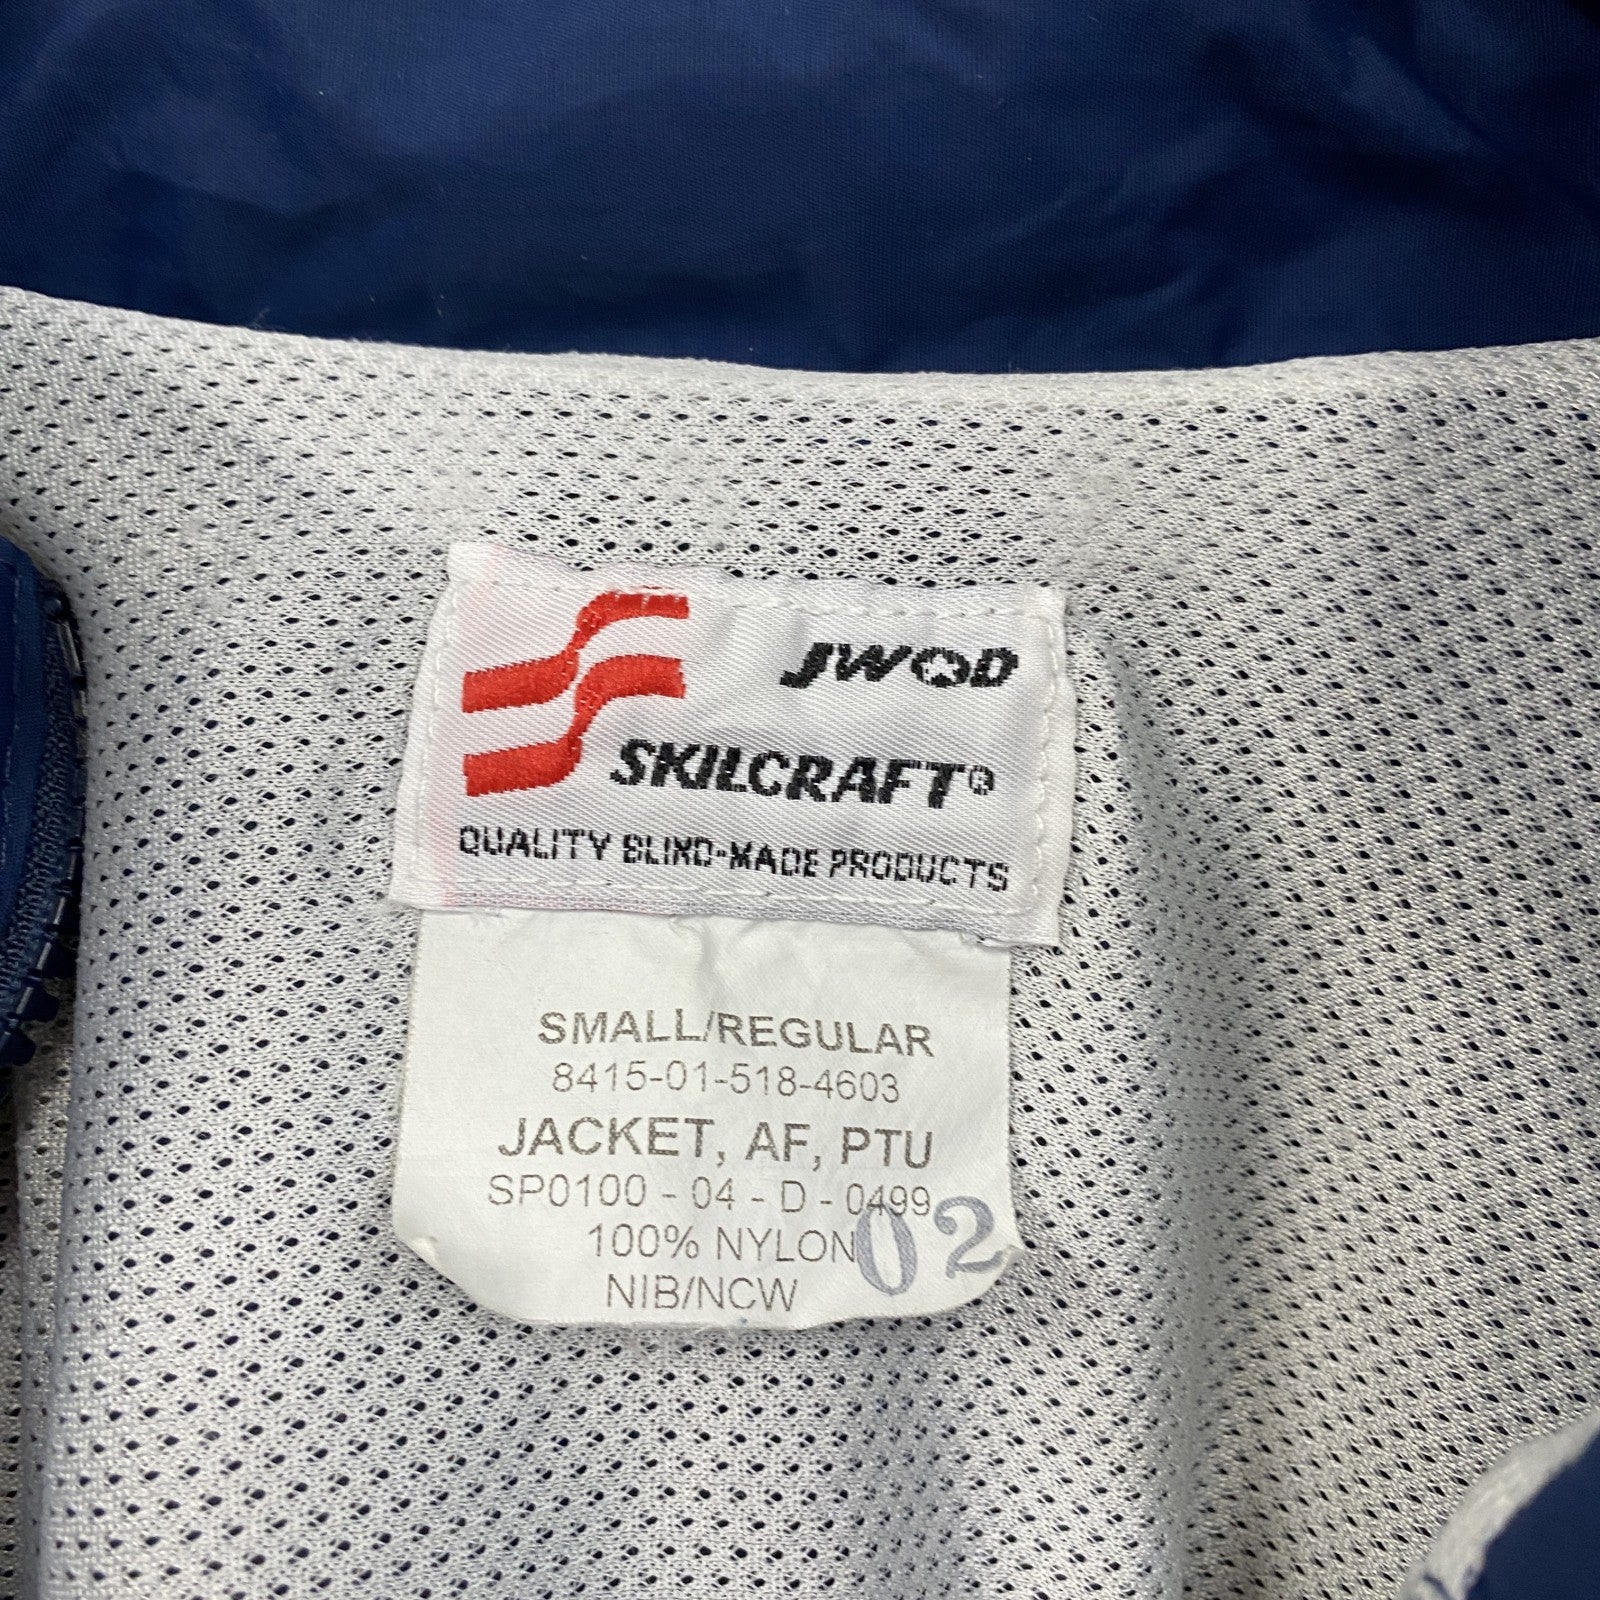 JWOD
SKILCRAFT®
QUALITY BLIND-MADE PRODUCTS
SMALL/REGULAR
8415-01-518-4603
JACKET, AF, PTU
SP0100 - 04 - D - 0499
100% NYLON
02
NIB/NCW